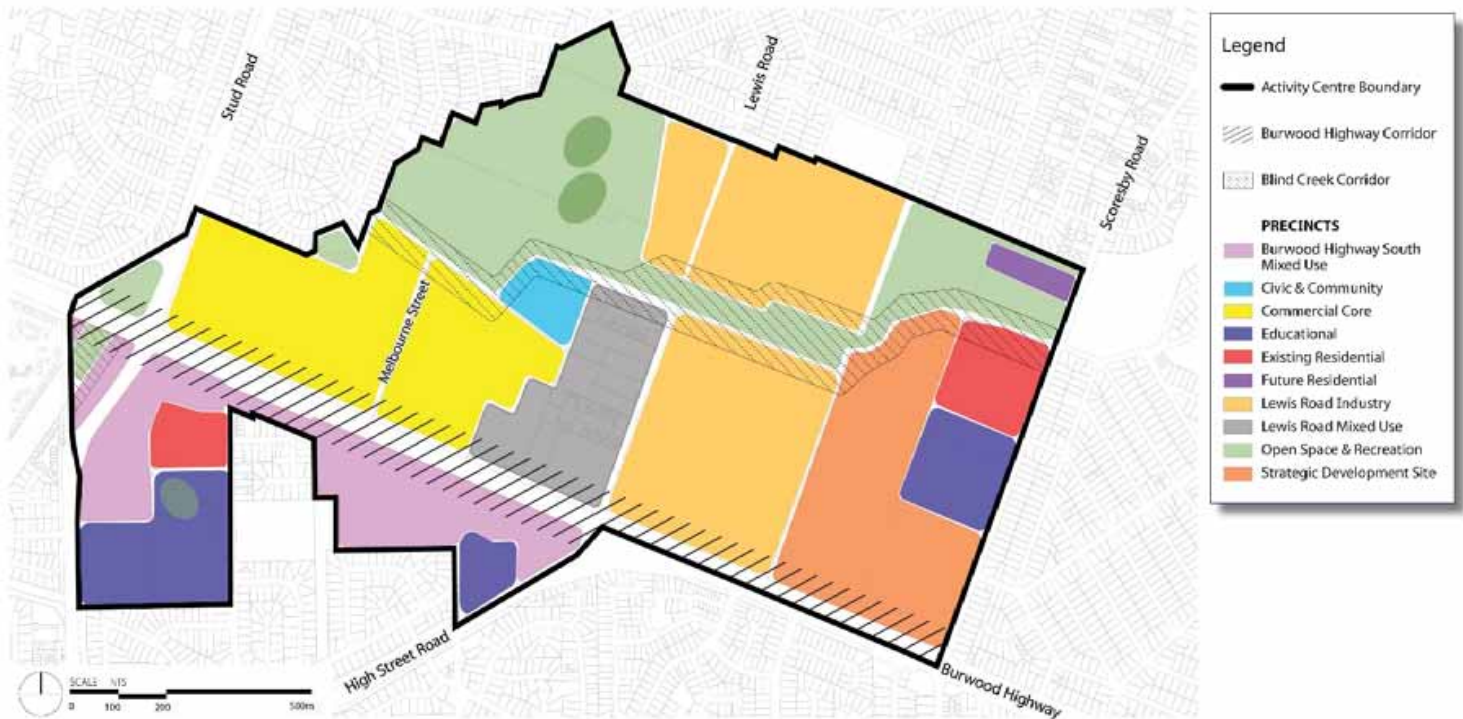 Stud Road
Lewis Road
Scoresby Road
Melbourne Street
High Street Road
Burwood Highway
SCALE NTS
0 100 200 500m
Legend
Activity Centre Boundary
Burwood Highway Corridor
Blind Creek Corridor
PRECINCTS
Burwood Highway South
Mixed Use
Civic & Community
Commercial Core
Educational
Existing Residential
Future Residential
Lewis Road Industry
Lewis Road Mixed Use
Open Space & Recreation
Strategic Development Site